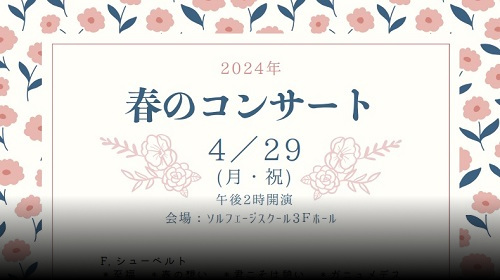 2024年
春のコンサート
4／29
(月・祝)
午後2時開演
会場：ソルフェージスクール3Fホール
F. シューベルト